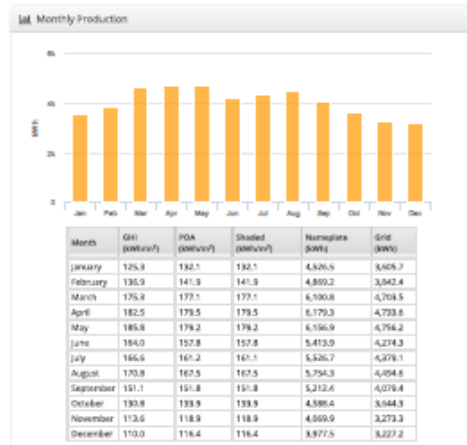 Monthly Production
6k
4k
2k
0
kWh
Jan Feb Mar Apr May Jun Jul Aug Sep Oct Nov Dec
Month GHI (kWh/m²) POA (kWh/m²) Shaded (kWh/m²) Nameplate (kWh) Grid (kWh)
January 125.3 132.1 132.1 4,526.5 3,605.7
February 136.9 141.9 141.9 4,869.2 3,842.4
March 175.3 177.1 177.1 6,100.8 4,703.5
April 182.5 179.5 179.5 6,179.3 4,733.6
May 185.8 179.2 179.2 6,156.9 4,756.2
June 164.0 157.8 157.8 5,413.9 4,274.3
July 166.6 161.2 161.1 5,526.7 4,379.1
August 170.8 167.5 167.5 5,754.3 4,494.6
September 151.1 151.8 151.8 5,212.4 4,079.4
October 130.8 133.9 133.9 4,588.4 3,644.3
November 113.6 118.9 118.9 4,069.9 3,273.3
December 110.0 116.4 116.4 3,977.5 3,227.2